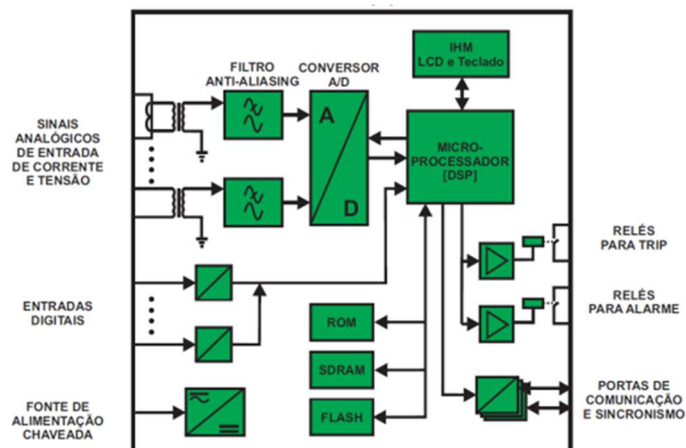 FILTRO
ANTI-ALIASING
CONVERSOR
A/D
IHM
LCD e Teclado
SINAIS
ANALÓGICOS
DE ENTRADA
DE CORRENTE
E TENSÃO
A
D
MICRO-
PROCESSADOR
[DSP]
RELÉS
PARA TRIP
ENTRADAS
DIGITAIS
RELÉS
PARA ALARME
ROM
SDRAM
FLASH
FONTE DE
ALIMENTAÇÃO
CHAVEADA
PORTAS DE
COMUNICAÇÃO
E SINCRONISMO